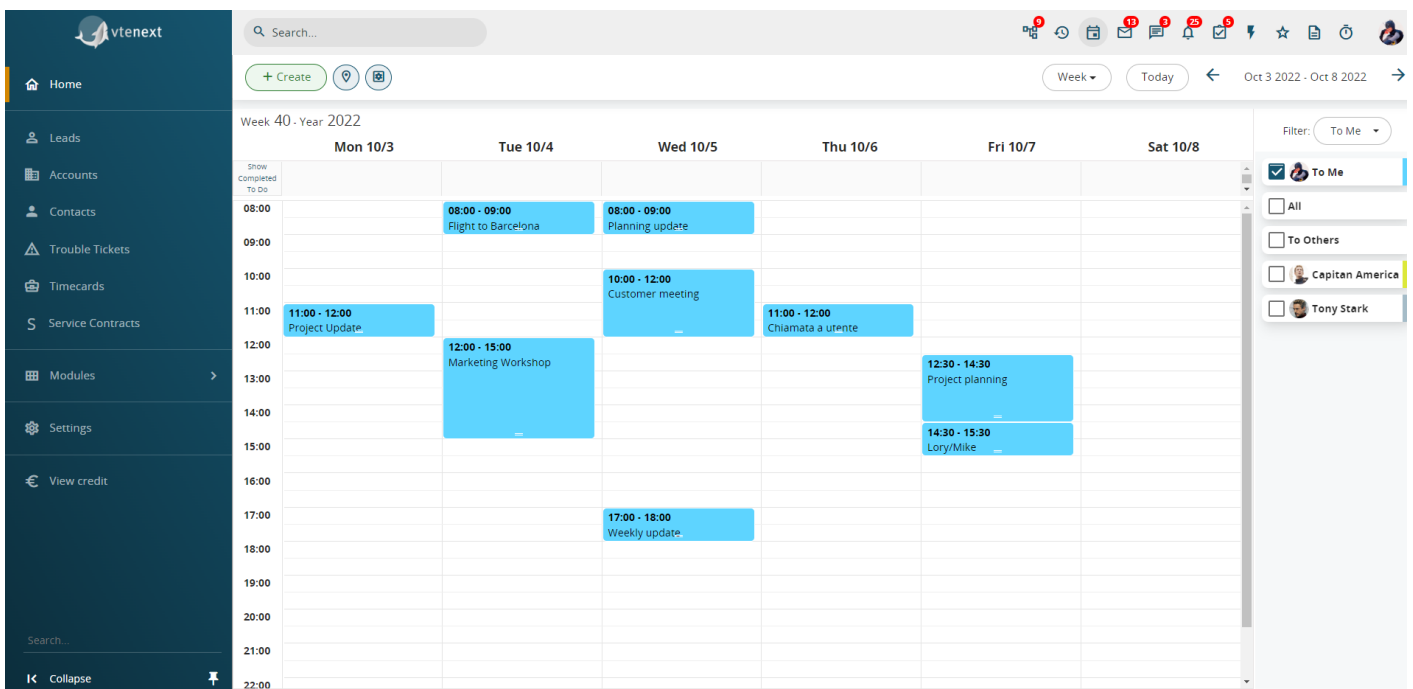 vtenext
Search...
9
13
3
25
5
Home
+ Create
Week
Today
Oct 3 2022 - Oct 8 2022
Leads
Accounts
Contacts
Trouble Tickets
Timecards
S Service Contracts
Modules
Settings
€ View credit
Search...
Collapse
Week 40 - Year 2022
Mon 10/3 Tue 10/4 Wed 10/5 Thu 10/6 Fri 10/7 Sat 10/8
Show
Completed
To Do
08:00
09:00
10:00
11:00
12:00
13:00
14:00
15:00
16:00
17:00
18:00
19:00
20:00
21:00
22:00
11:00 - 12:00
Project Update
08:00 - 09:00
Flight to Barcelona
12:00 - 15:00
Marketing Workshop
08:00 - 09:00
Planning update
10:00 - 12:00
Customer meeting
17:00 - 18:00
Weekly update
11:00 - 12:00
Chiamata a utente
12:30 - 14:30
Project planning
14:30 - 15:30
Lory/Mike
Filter: To Me
To Me
All
To Others
Capitan America
Tony Stark